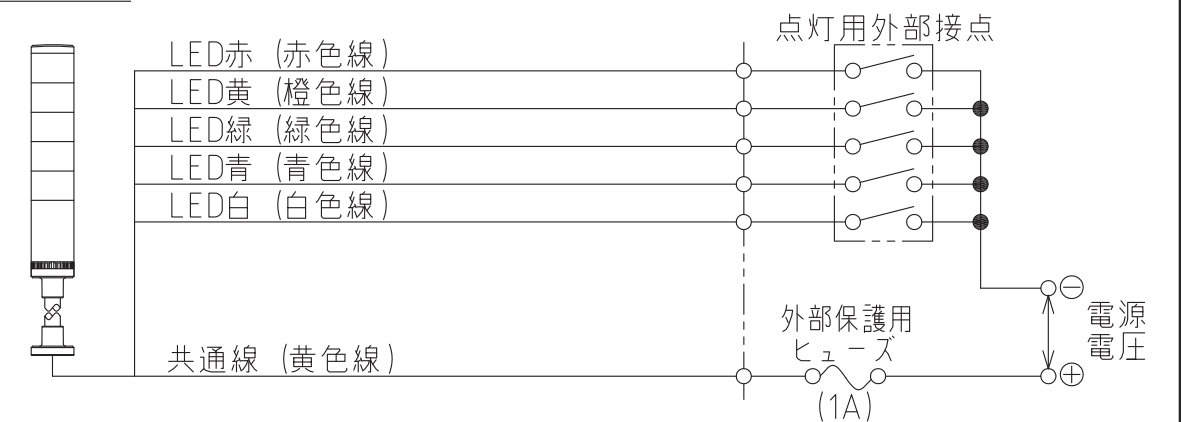 点灯用外部接点
LED赤 (赤色線)
LED黄 (橙色線)
LED緑 (緑色線)
LED青 (青色線)
LED白 (白色線)
⊖
電源
電圧
外部保護用
ヒューズ
共通線 (黄色線)
⊕
(1A)